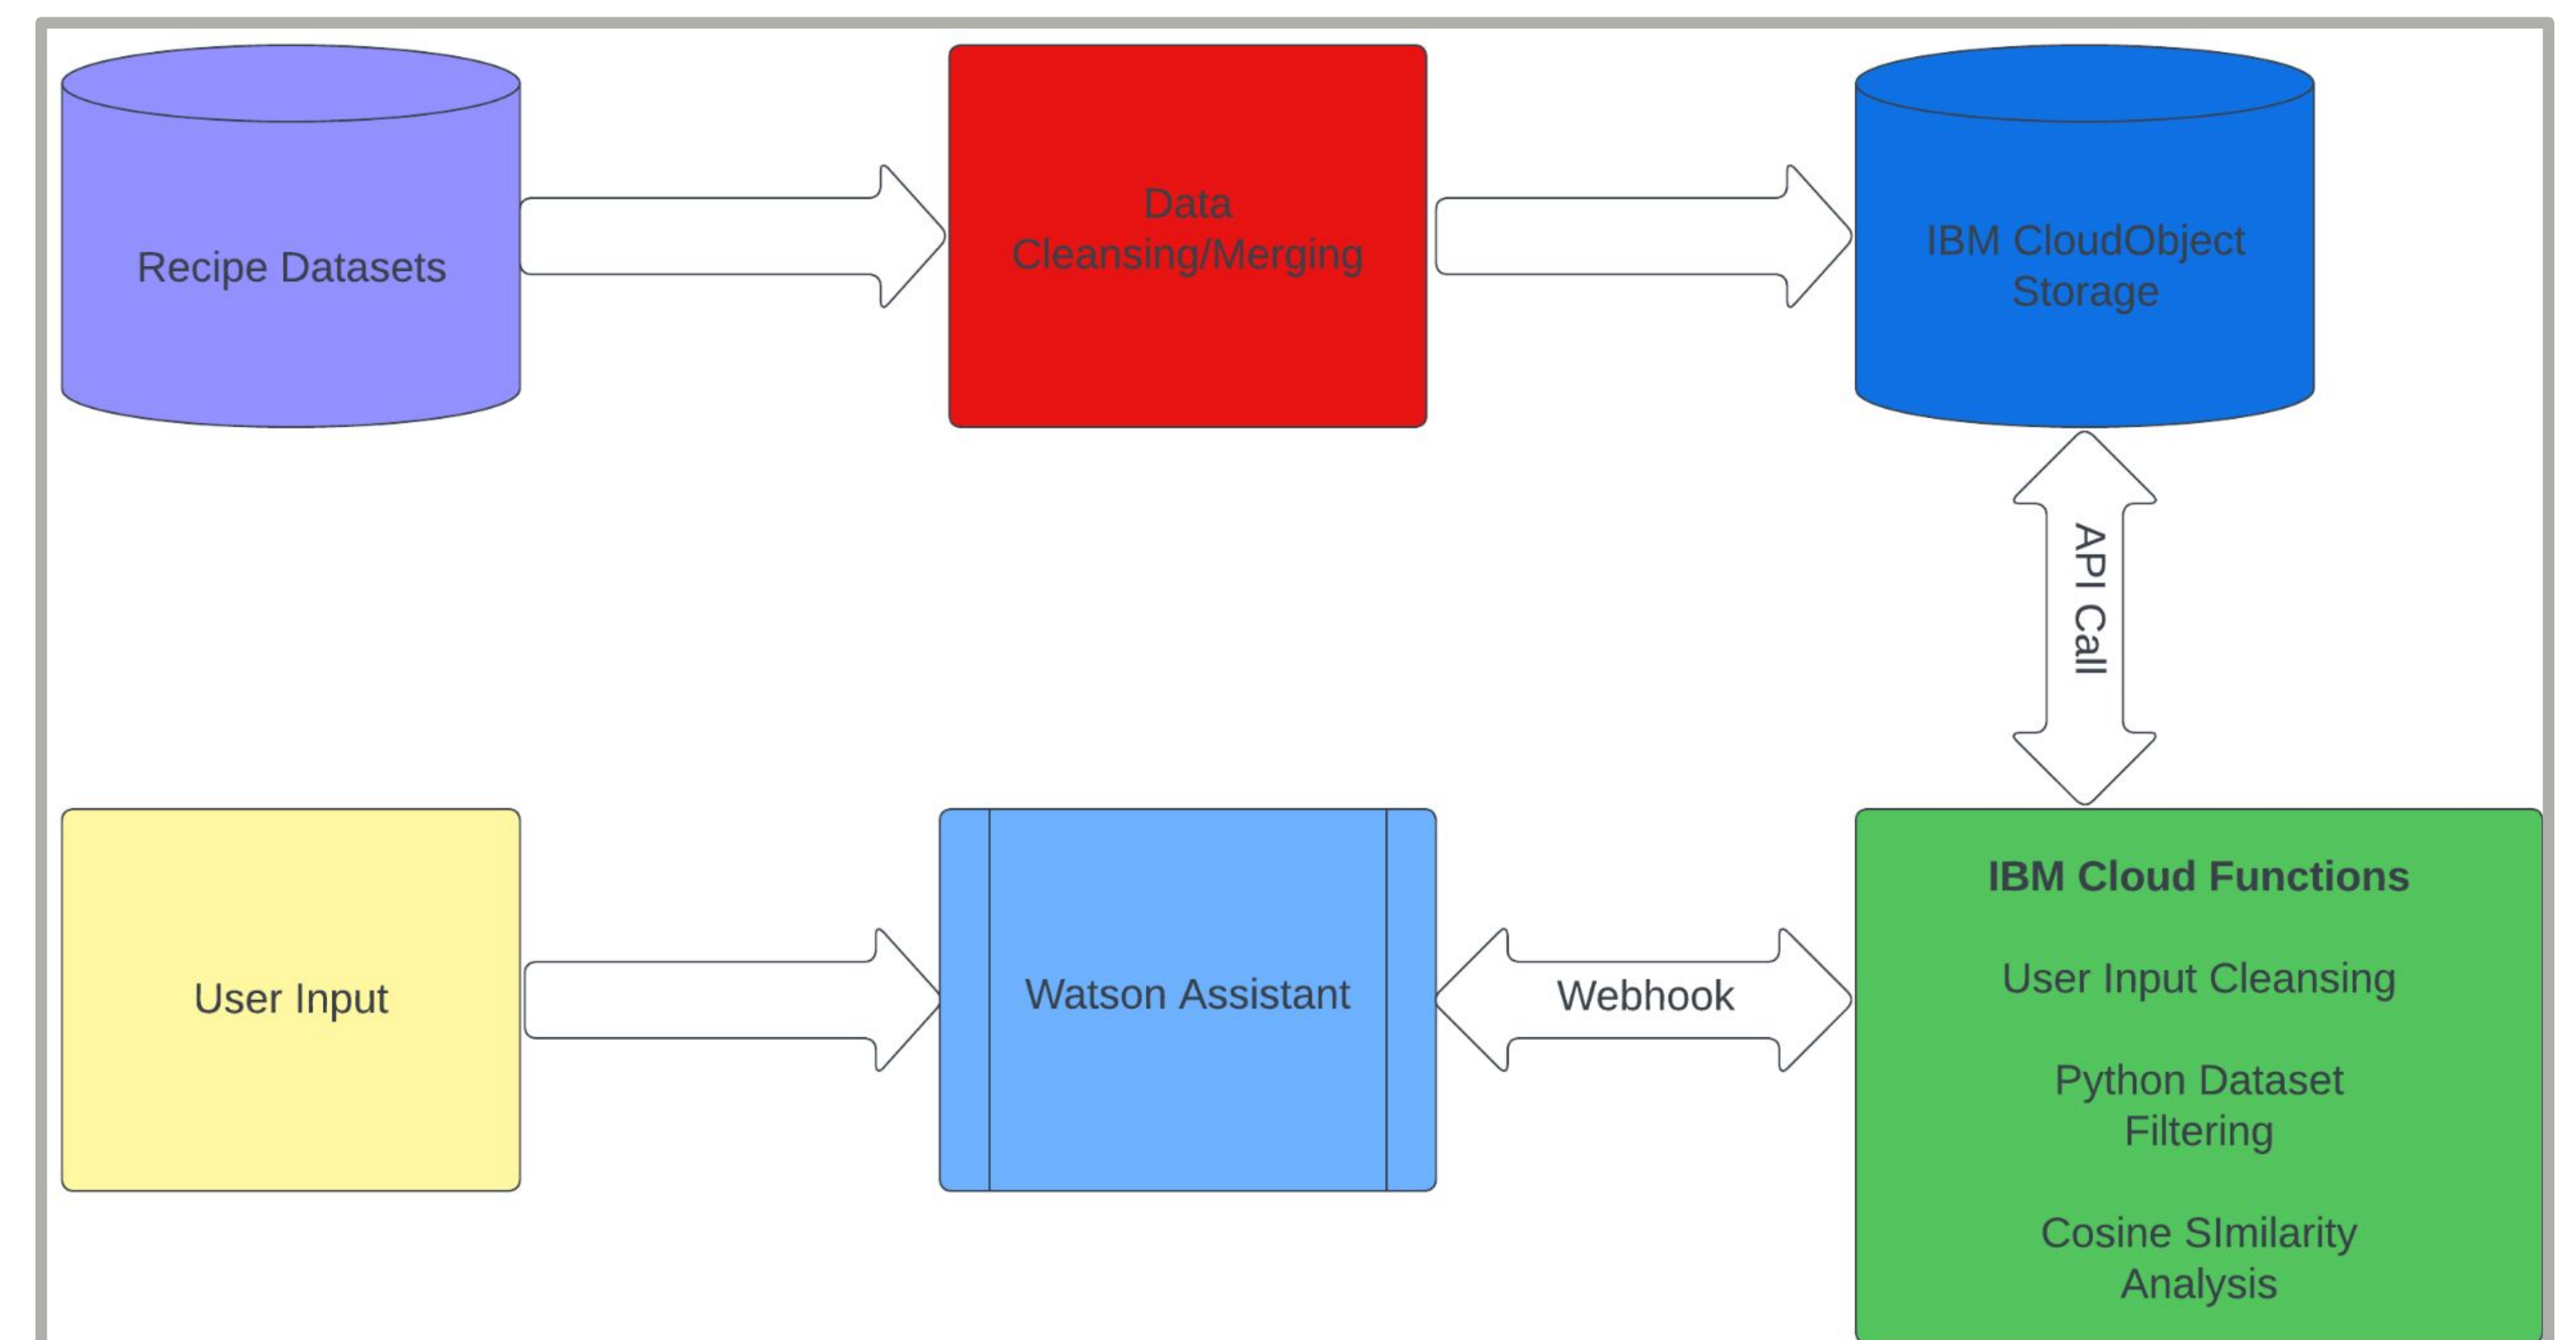 Recipe Datasets
Data
Cleansing/Merging
IBM CloudObject
Storage
API Call
User Input
Watson Assistant
Webhook
IBM Cloud Functions
User Input Cleansing
Python Dataset
Filtering
Cosine SImilarity
Analysis